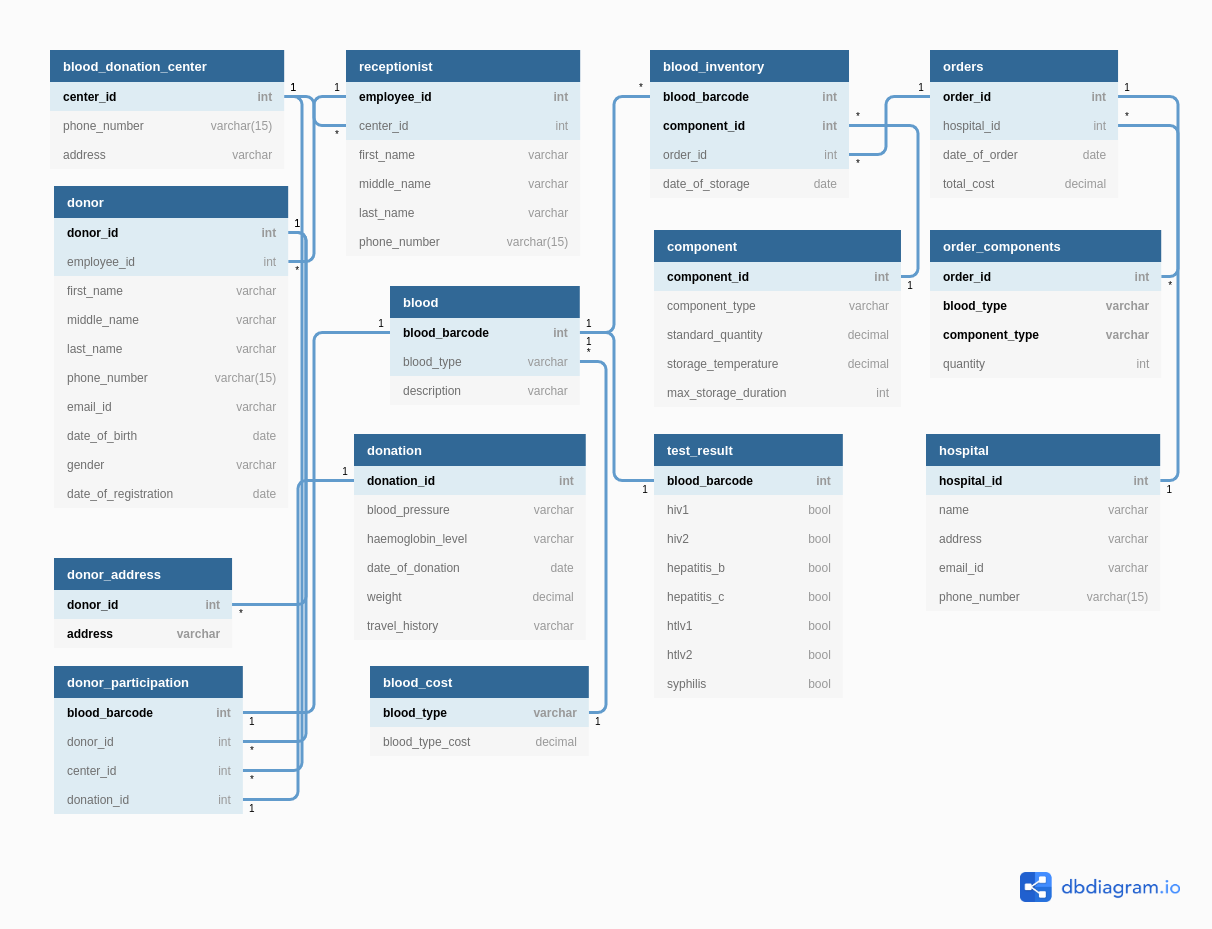 blood_donation_center
center_id int
phone_number varchar(15)
address varchar
1
receptionist
employee_id int
center_id int
first_name varchar
middle_name varchar
last_name varchar
phone_number varchar(15)
1
*
blood_inventory
blood_barcode int
component_id int
order_id int
date_of_storage date
*
*
*
orders
order_id int
hospital_id int
date_of_order date
total_cost decimal
1
1
*
donor
donor_id int
employee_id int
first_name varchar
middle_name varchar
last_name varchar
phone_number varchar(15)
email_id varchar
date_of_birth date
gender varchar
date_of_registration date
1
*
component
component_id int
component_type varchar
standard_quantity decimal
storage_temperature decimal
max_storage_duration int
1
order_components
order_id int
blood_type varchar
component_type varchar
quantity int
*
blood
blood_barcode int
blood_type varchar
description varchar
1
1
1
*
donation
donation_id int
blood_pressure varchar
haemoglobin_level varchar
date_of_donation date
weight decimal
travel_history varchar
1
test_result
blood_barcode int
hiv1 bool
hiv2 bool
hepatitis_b bool
hepatitis_c bool
htlv1 bool
htlv2 bool
syphilis bool
1
hospital
hospital_id int
name varchar
address varchar
email_id varchar
phone_number varchar(15)
1
donor_address
donor_id int
address varchar
*
donor_participation
blood_barcode int
donor_id int
center_id int
donation_id int
1
*
*
1
blood_cost
blood_type varchar
blood_type_cost decimal
1
dbdiagram.io